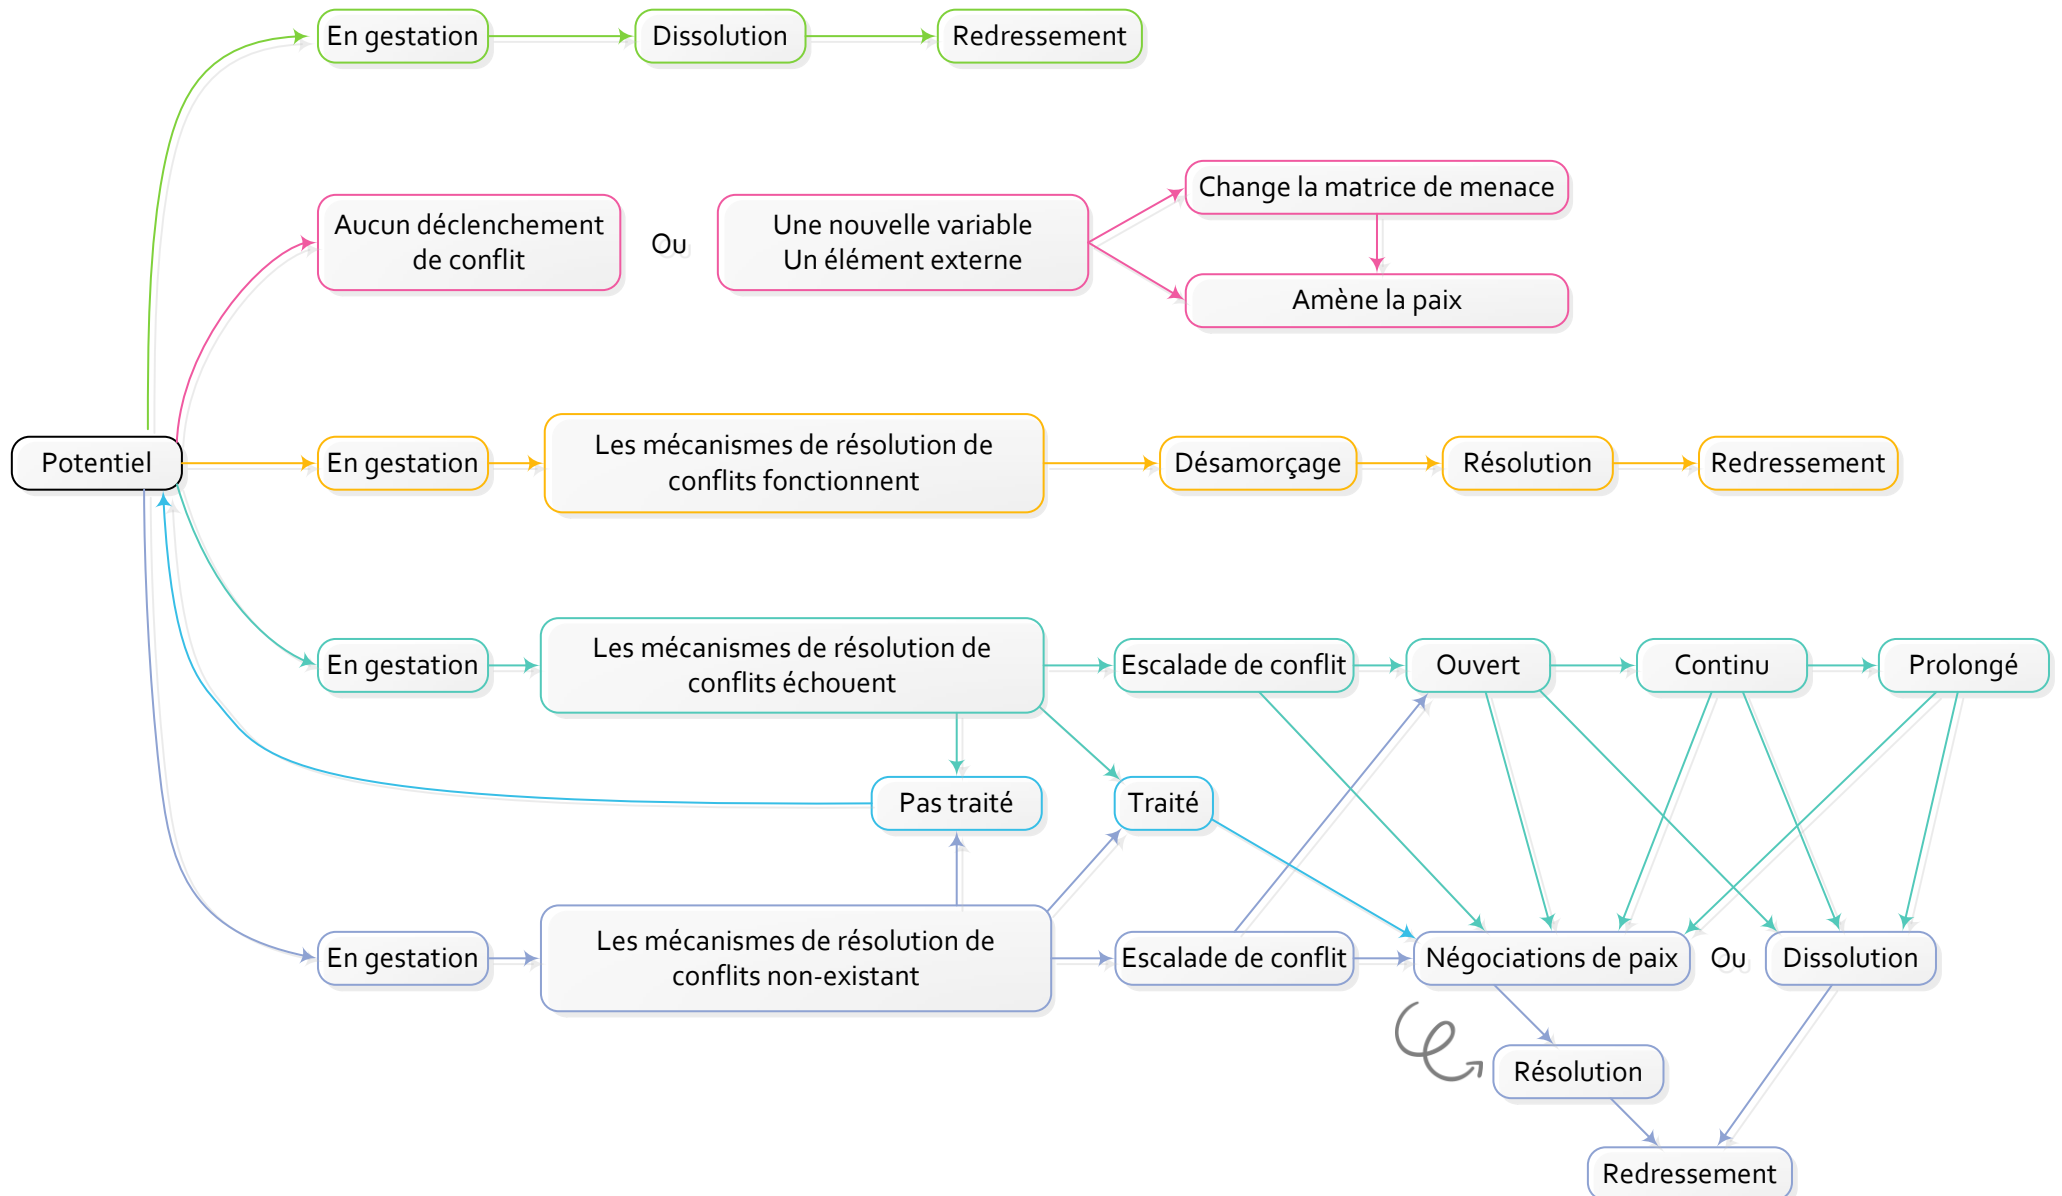 En gestation
Dissolution
Redressement
Change la matrice de menace
Aucun déclenchement
de conflit
Ou
Une nouvelle variable
Un élément externe
Amène la paix
Potentiel
En gestation
Les mécanismes de résolution de
conflits fonctionnent
Désamorçage
Résolution
Redressement
En gestation
Les mécanismes de résolution de
conflits échouent
Escalade de conflit
Ouvert
Continu
Prolongé
Pas traité
Traité
En gestation
Les mécanismes de résolution de
conflits non-existant
Escalade de conflit
Négociations de paix
Ou
Dissolution
Résolution
Redressement